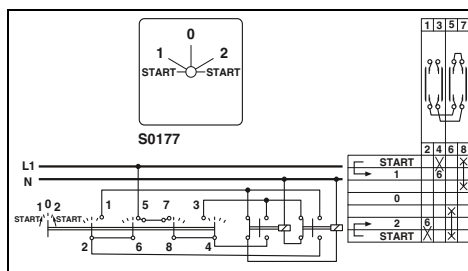 0
1 2
START START
S0177
1 3 5 7
2 4 6 8
L1
N
START
1 6
0
2 6
START
1 0 2
START START
1 5 7 3
2 6 8 4